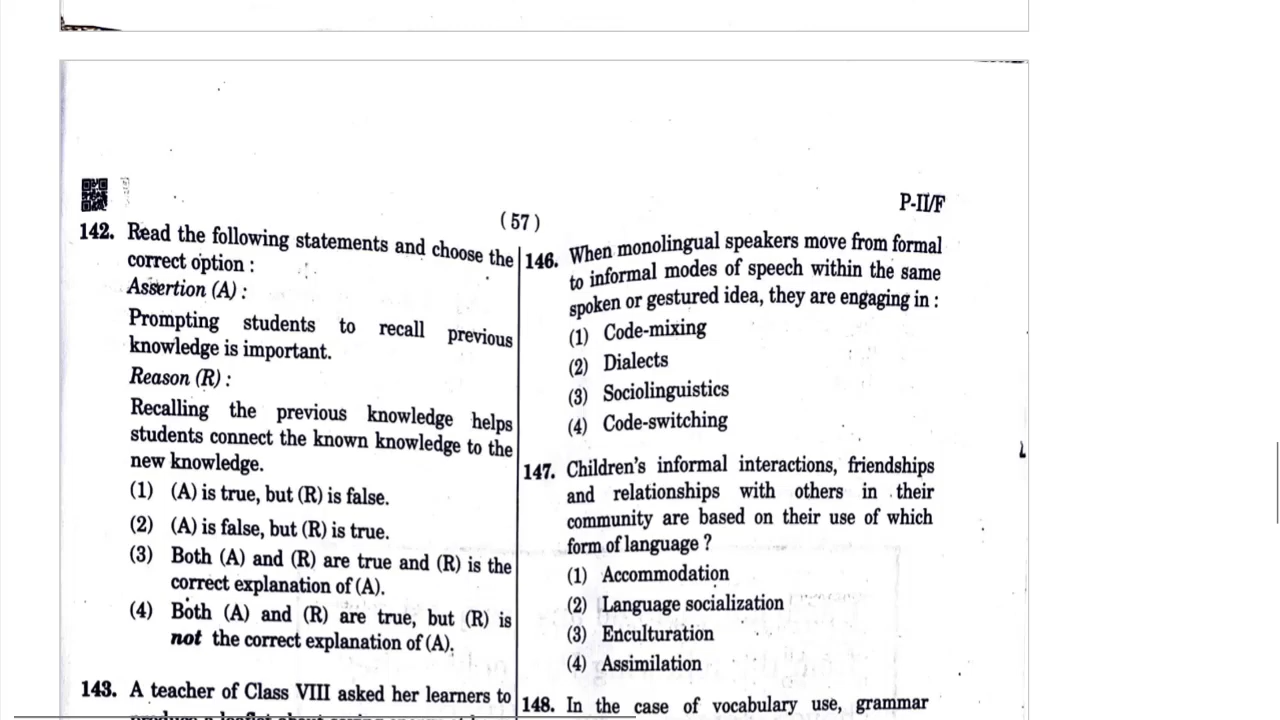 P-II/F
( 57 )
142. Read the following statements and choose the
correct option :
Assertion (A) :
Prompting students to recall previous
knowledge is important.
Reason (R) :
Recalling the previous knowledge helps
students connect the known knowledge to the
new knowledge.
(1) (A) is true, but (R) is false.
(2) (A) is false, but (R) is true.
(3) Both (A) and (R) are true and (R) is the
correct explanation of (A).
(4) Both (A) and (R) are true, but (R) is
not the correct explanation of (A).
143. A teacher of Class VIII asked her learners to
146. When monolingual speakers move from formal
to informal modes of speech within the same
spoken or gestured idea, they are engaging in :
(1) Code-mixing
(2) Dialects
(3) Sociolinguistics
(4) Code-switching
147. Children's informal interactions, friendships
and relationships with others in their
community are based on their use of which
form of language ?
(1) Accommodation
(2) Language socialization
(3) Enculturation
(4) Assimilation
148. In the case of vocabulary use, grammar